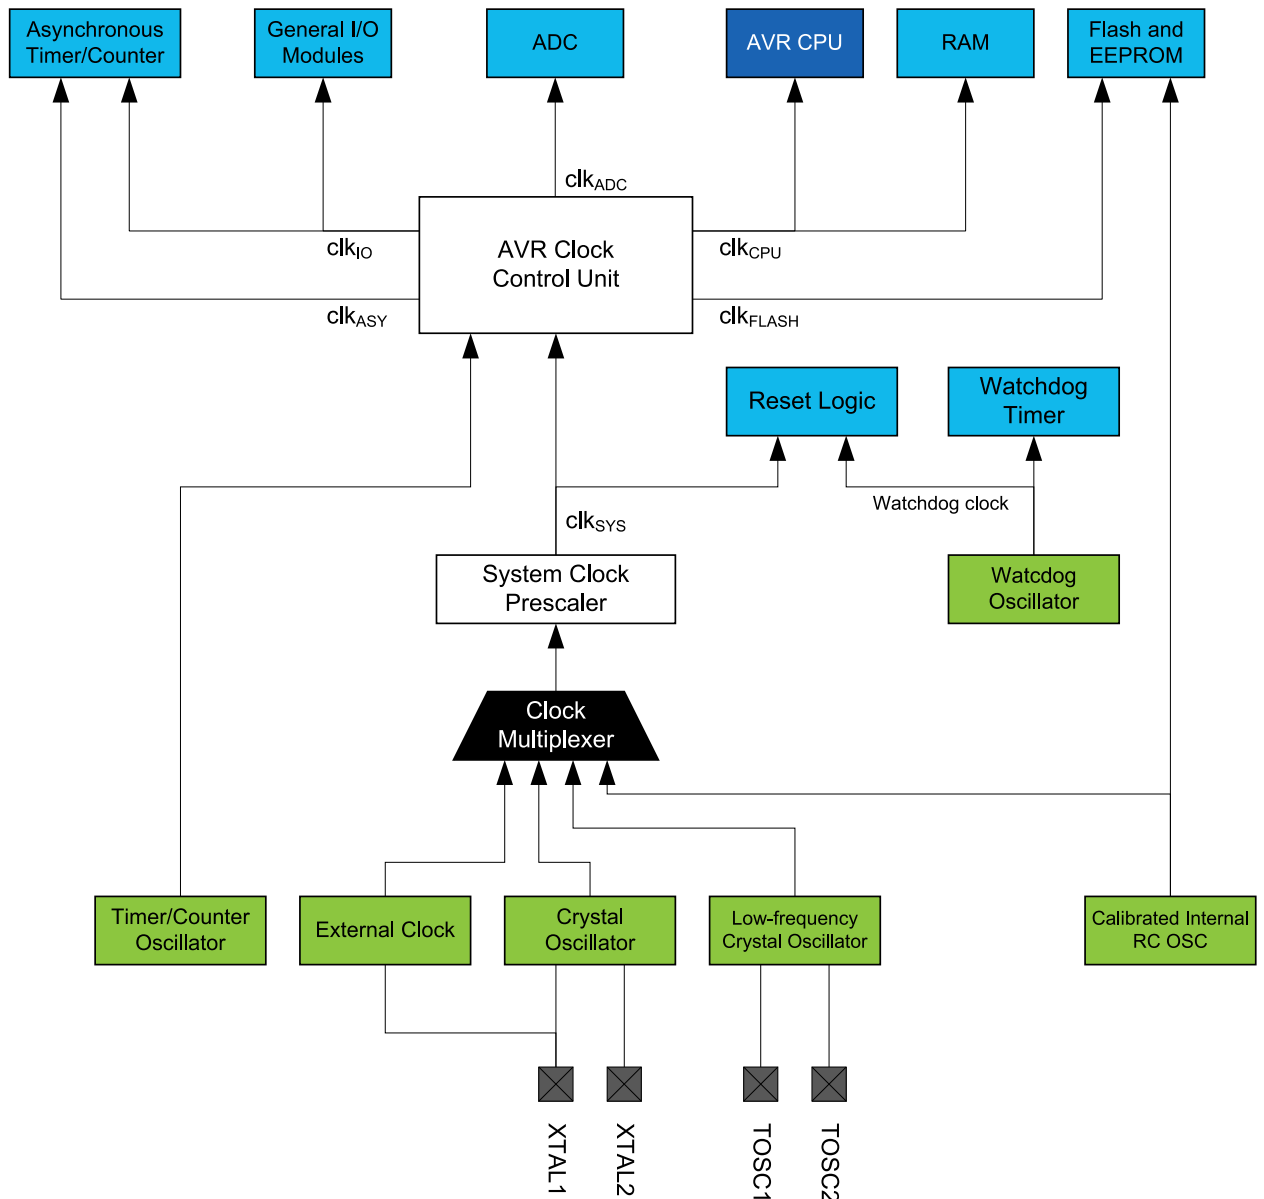 Asynchronous
Timer/Counter
General I/O
Modules
ADC
AVR CPU
RAM
Flash and
EEPROM
clkADC
clkIO
AVR Clock
Control Unit
clkCPU
clkASY
clkFLASH
Reset Logic
Watchdog
Timer
Watchdog clock
clkSYS
System Clock
Prescaler
Watcdog
Oscillator
Clock
Multiplexer
Timer/Counter
Oscillator
External Clock
Crystal
Oscillator
Low-frequency
Crystal Oscillator
Calibrated Internal
RC OSC
XTAL1
XTAL2
TOSC1
TOSC2